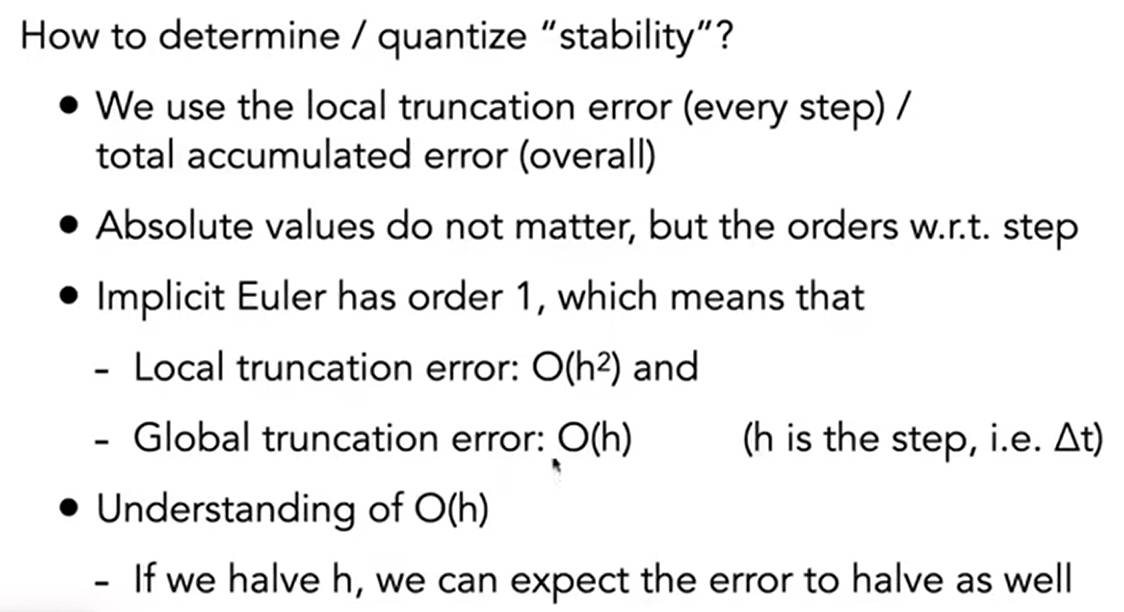 How to determine / quantize “stability”?
● We use the local truncation error (every step) /
total accumulated error (overall)
● Absolute values do not matter, but the orders w.r.t. step
● Implicit Euler has order 1, which means that
- Local truncation error: O(h²) and
- Global truncation error: O(h) (h is the step, i.e. Δt)
● Understanding of O(h)
- If we halve h, we can expect the error to halve as well